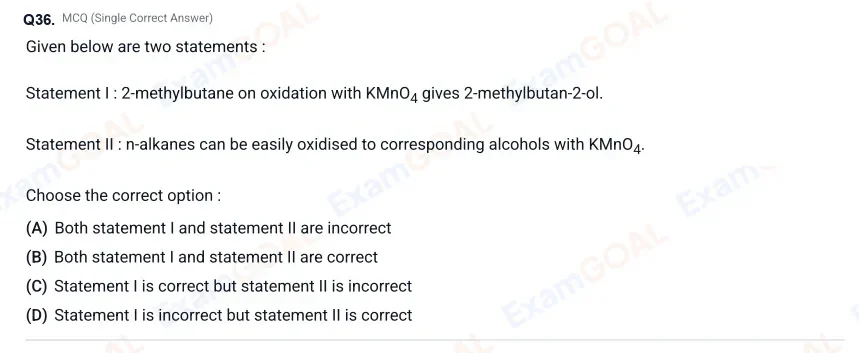 Q36. MCQ (Single Correct Answer)
Given below are two statements :
Statement I : 2-methylbutane on oxidation with KMnO₄ gives 2-methylbutan-2-ol.
Statement II : n-alkanes can be easily oxidised to corresponding alcohols with KMnO₄.
Choose the correct option :
(A) Both statement I and statement II are incorrect
(B) Both statement I and statement II are correct
(C) Statement I is correct but statement II is incorrect
(D) Statement I is incorrect but statement II is correct
ExamGOAL